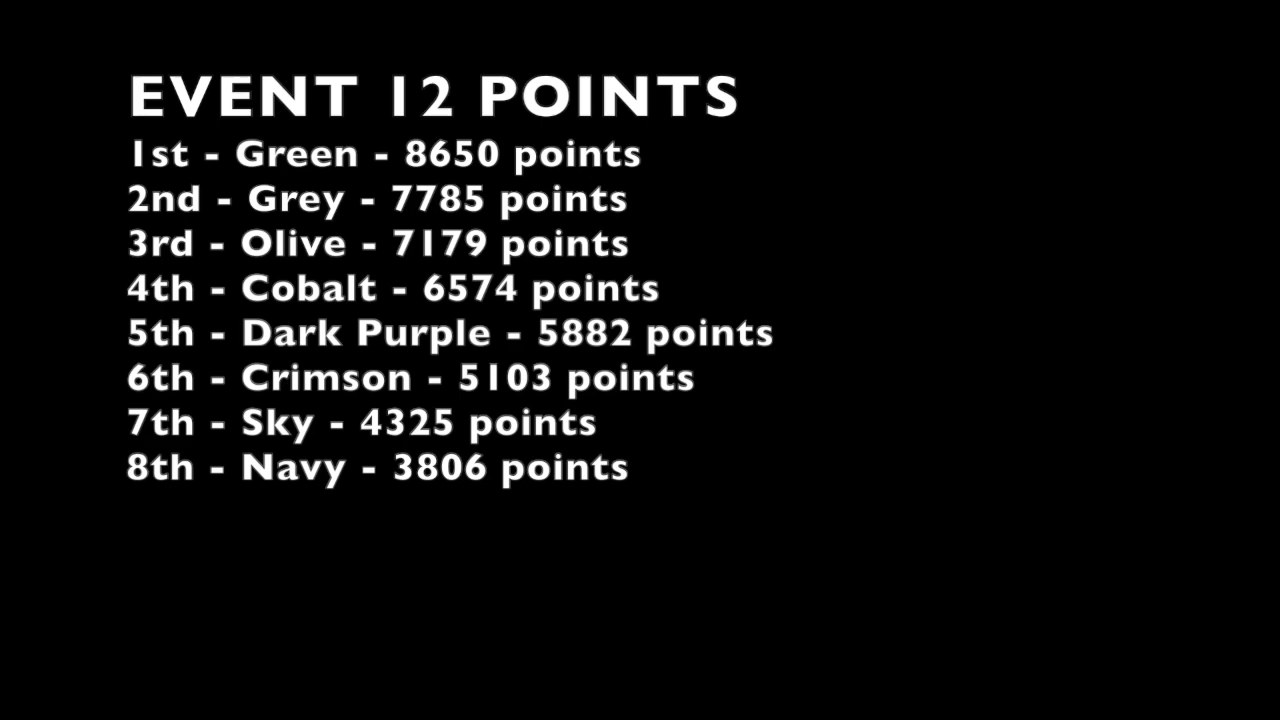 EVENT 12 POINTS
1st - Green - 8650 points
2nd - Grey - 7785 points
3rd - Olive - 7179 points
4th - Cobalt - 6574 points
5th - Dark Purple - 5882 points
6th - Crimson - 5103 points
7th - Sky - 4325 points
8th - Navy - 3806 points